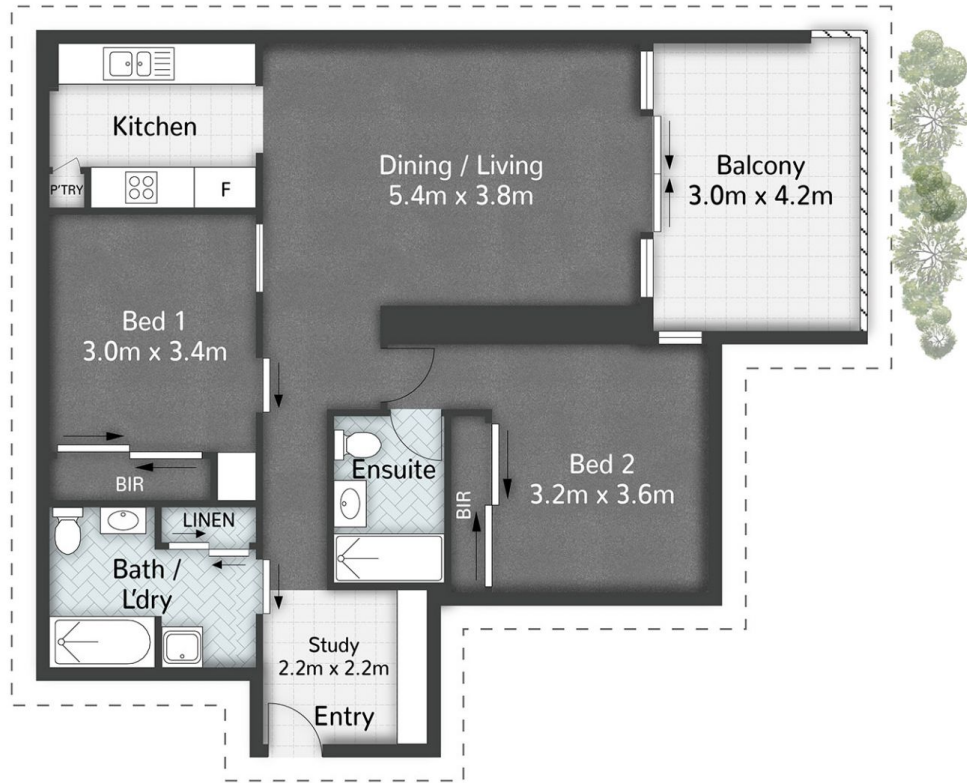 Kitchen
P'TRY
F
Dining / Living
5.4m x 3.8m
Balcony
3.0m x 4.2m
Bed 1
3.0m x 3.4m
BIR
LINEN
Bath /
L'dry
Ensuite
BIR
Bed 2
3.2m x 3.6m
Study
2.2m x 2.2m
Entry